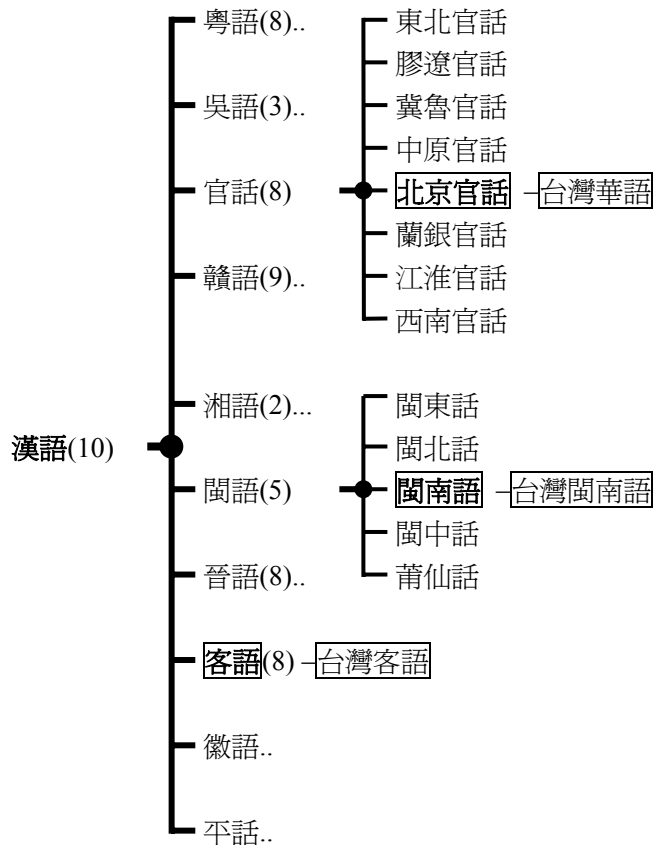 粵語(8)..
東北官話
膠遼官話
吳語(3)..
冀魯官話
中原官話
官話(8)
北京官話 –台灣華語
蘭銀官話
贛語(9)..
江淮官話
西南官話
湘語(2)...
閩東話
漢語(10)
閩北話
閩語(5)
閩南語 –台灣閩南語
閩中話
晉語(8)..
莆仙話
客語(8) –台灣客語
徽語..
平話..